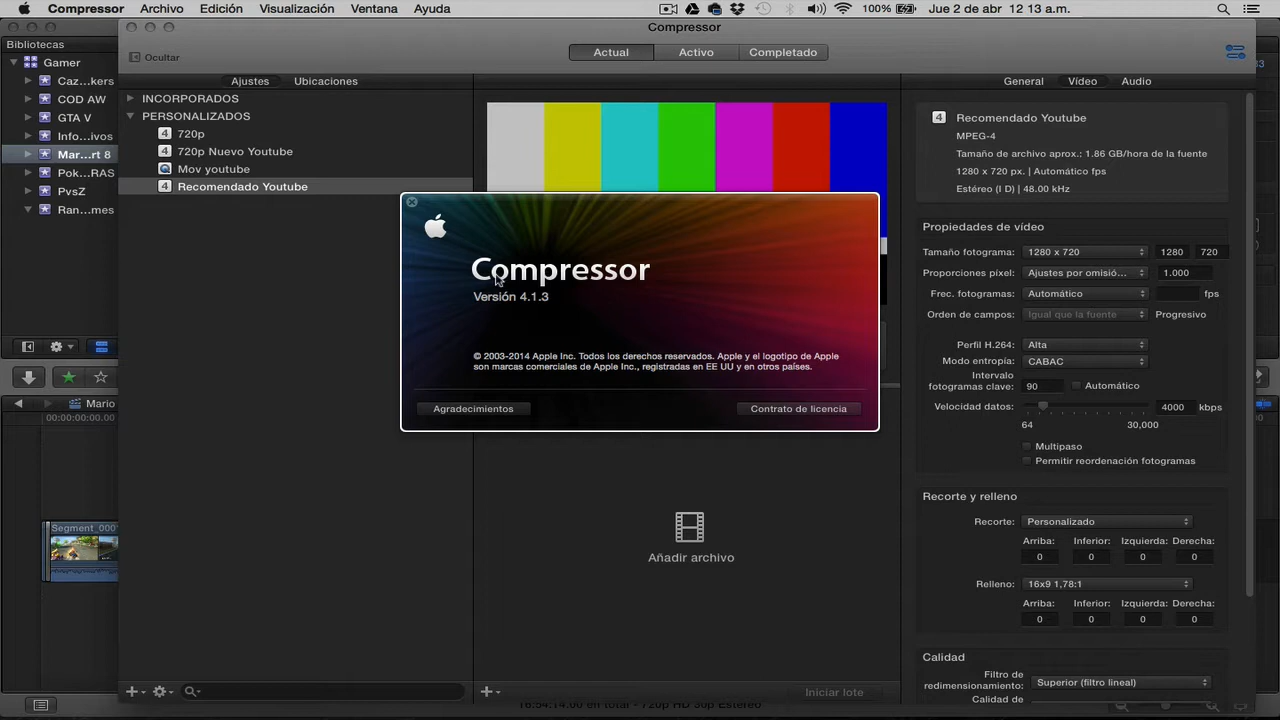 Compressor Archivo Edición Visualización Ventana Ayuda 100% Jue 2 de abr 12 13 a.m.
Compressor
Bibliotecas
Ocultar
Actual Activo Completado
Gamer
Caz...kers
COD AW
GTA V
Info...ivos
Mar...rt 8
Pok...RAS
PvsZ
Ran...mes
Mario
00:00:00:00.00
Segment_000
Ajustes Ubicaciones
INCORPORADOS
PERSONALIZADOS
4 720p
4 720p Nuevo Youtube
Mov youtube
4 Recomendado Youtube
Compressor
Versión 4.1.3
© 2003-2014 Apple Inc. Todos los derechos reservados. Apple y el logotipo de Apple
son marcas comerciales de Apple Inc., registradas en EE UU y en otros países.
Agradecimientos Contrato de licencia
Añadir archivo
Iniciar lote
General Vídeo Audio
4 Recomendado Youtube
MPEG-4
Tamaño de archivo aprox.: 1.86 GB/hora de la fuente
1280 x 720 px. | Automático fps
Estéreo (I D) | 48.00 kHz
Propiedades de vídeo
Tamaño fotograma: 1280 x 720 1280 720
Proporciones pixel: Ajustes por omisió... 1.000
Frec. fotogramas: Automático fps
Orden de campos: Igual que la fuente Progresivo
Perfil H.264: Alta
Modo entropía: CABAC
Intervalo
fotogramas clave: 90 Automático
Velocidad datos: 4000 kbps
64 30,000
Multipaso
Permitir reordenación fotogramas
Recorte y relleno
Recorte: Personalizado
Arriba: Inferior: Izquierda: Derecha:
0 0 0 0
Relleno: 16x9 1,78:1
Arriba: Inferior: Izquierda: Derecha:
0 0 0 0
Calidad
Filtro de
redimensionamiento: Superior (filtro lineal)
Calidad de